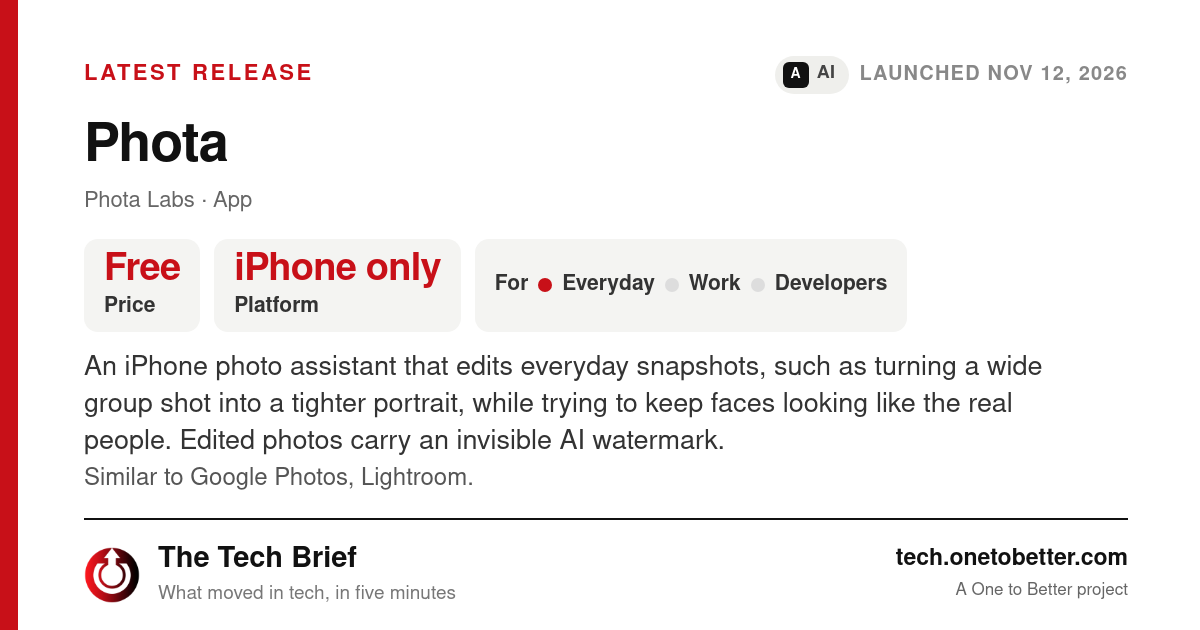 LATEST RELEASE
A AI LAUNCHED NOV 12, 2026
Phota
Phota Labs · App
Free
Price
iPhone only
Platform
For Everyday Work Developers
An iPhone photo assistant that edits everyday snapshots, such as turning a wide
group shot into a tighter portrait, while trying to keep faces looking like the real
people. Edited photos carry an invisible AI watermark.
Similar to Google Photos, Lightroom.
The Tech Brief
What moved in tech, in five minutes
tech.onetobetter.com
A One to Better project